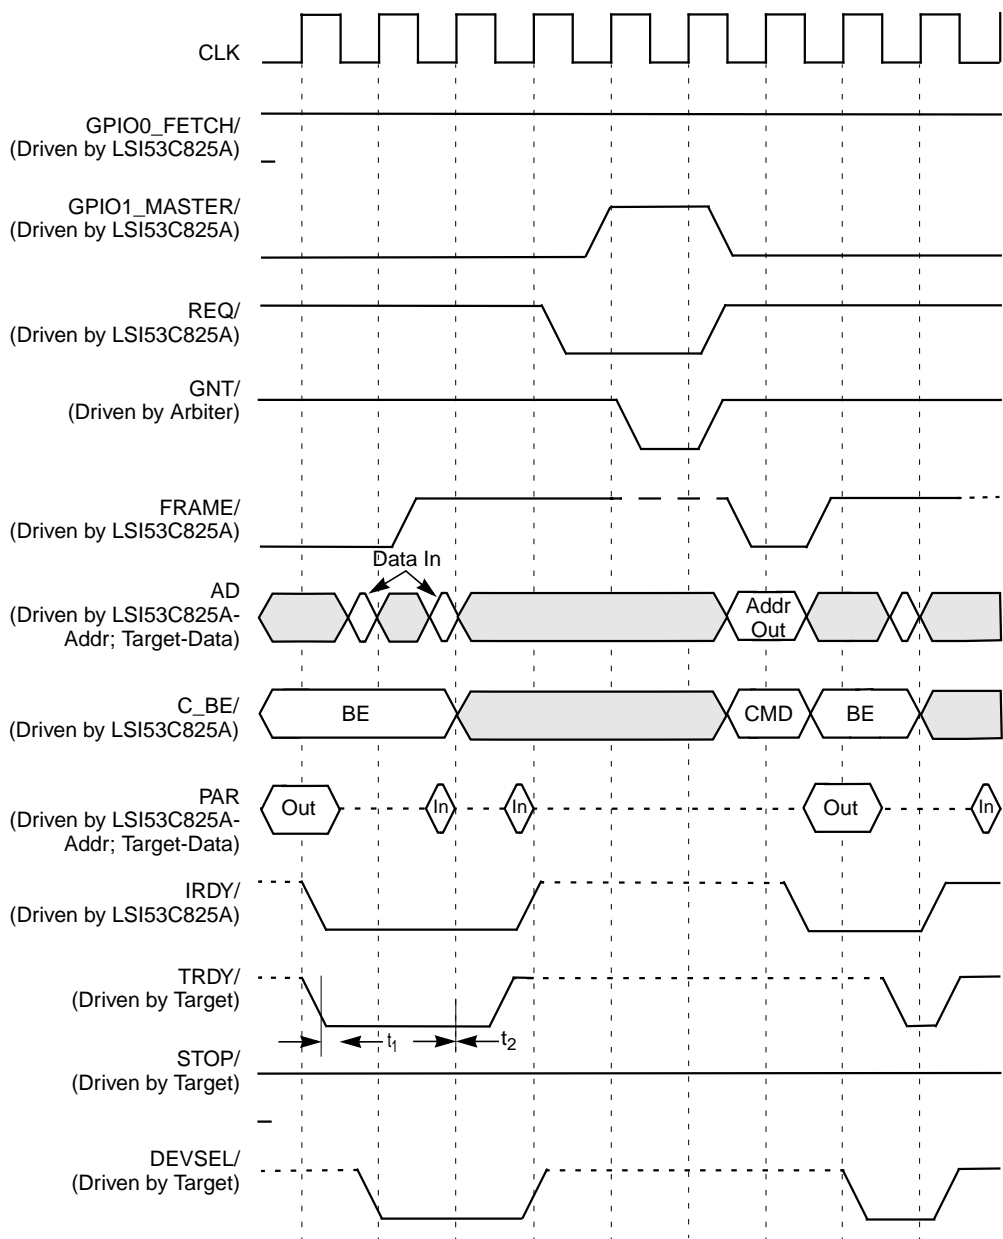 CLK
GPIO0_FETCH/
(Driven by LSI53C825A)
GPIO1_MASTER/
(Driven by LSI53C825A)
REQ/
(Driven by LSI53C825A)
GNT/
(Driven by Arbiter)
FRAME/
(Driven by LSI53C825A)
Data In
AD
(Driven by LSI53C825A-
Addr; Target-Data)
Addr
Out
C_BE/
(Driven by LSI53C825A)
BE
CMD
BE
PAR
(Driven by LSI53C825A-
Addr; Target-Data)
Out
In
In
Out
In
IRDY/
(Driven by LSI53C825A)
TRDY/
(Driven by Target)
t1
t2
STOP/
(Driven by Target)
DEVSEL/
(Driven by Target)